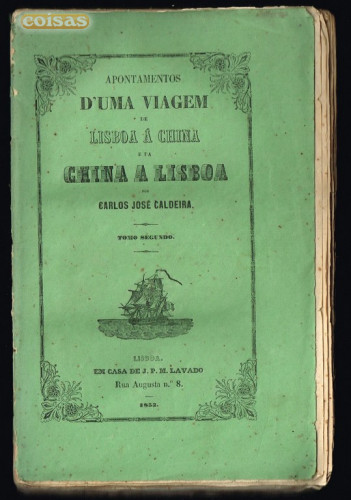 coisas
APONTAMENTOS
D'UMA VIAGEM
DE
LISBOA Á CHINA
E DA
CHINA A LISBOA
POR
CARLOS JOSÉ CALDEIRA.
TOMO SEGUNDO.
LISBOA.
EM CASA DE J. P. M. LAVADO
Rua Augusta n.º 8.
1853.